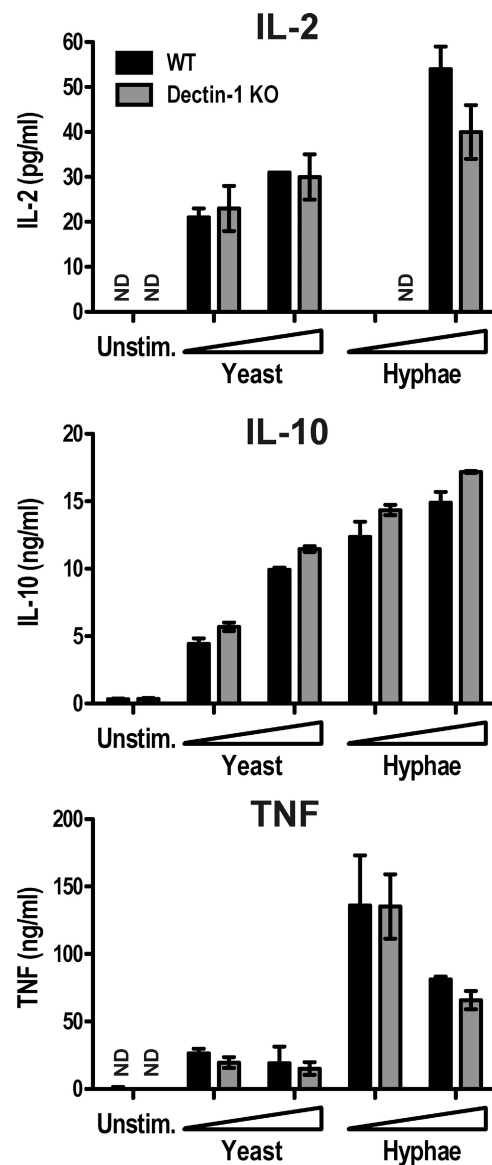 IL-2
WT
Dectin-1 KO
IL-2 (pg/ml)
60
50
40
30
20
10
0
ND
ND
ND
Unstim.
Yeast
Hyphae
IL-10
IL-10 (ng/ml)
20
15
10
5
0
Unstim.
Yeast
Hyphae
TNF
TNF (ng/ml)
200
150
100
50
0
ND
ND
Unstim.
Yeast
Hyphae